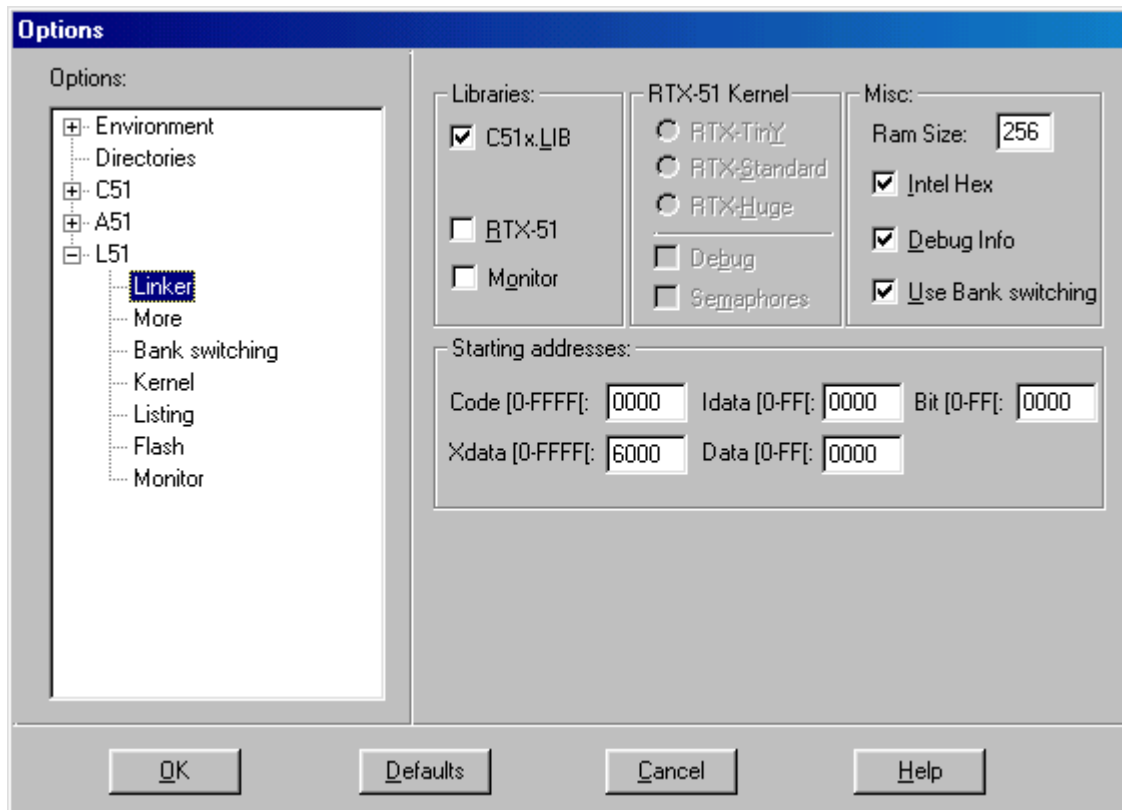 Options
Options:
Environment
Directories
C51
A51
L51
Linker
More
Bank switching
Kernel
Listing
Flash
Monitor
Libraries:
C51x.LIB
RTX-51
Monitor
RTX-51 Kernel
RTX-TinY
RTX-Standard
RTX-Huge
Debug
Semaphores
Misc:
Ram Size: 256
Intel Hex
Debug Info
Use Bank switching
Starting addresses:
Code [0-FFFF[: 0000 Idata [0-FF[: 0000 Bit [0-FF[: 0000
Xdata [0-FFFF[: 6000 Data [0-FF[: 0000
OK Defaults Cancel Help